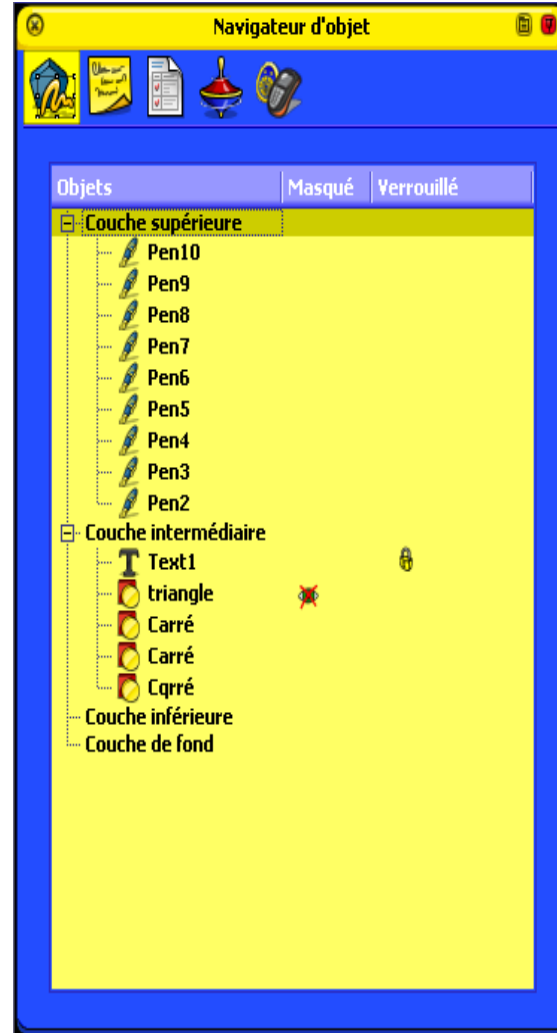 Navigateur d'objet
Objets Masqué Verrouillé
Couche supérieure
Pen10
Pen9
Pen8
Pen7
Pen6
Pen5
Pen4
Pen3
Pen2
Couche intermédiaire
Text1
triangle
Carré
Carré
Cqrré
Couche inférieure
Couche de fond